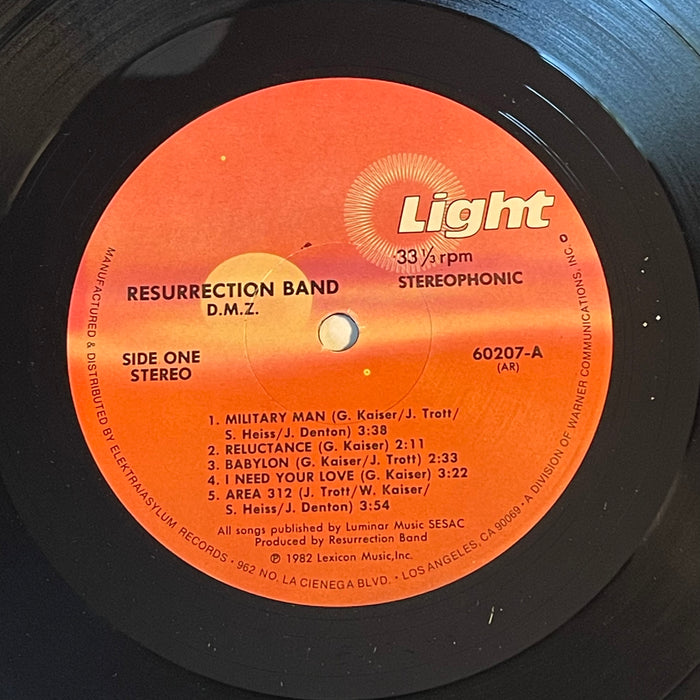 Light
33 1/3 rpm
STEREOPHONIC
RESURRECTION BAND
D.M.Z.
SIDE ONE
STEREO
60207-A
(AR)
1. MILITARY MAN (G. Kaiser/J. Trott/
S. Heiss/J. Denton) 3:38
2. RELUCTANCE (G. Kaiser) 2:11
3. BABYLON (G. Kaiser/J. Trott) 2:33
4. I NEED YOUR LOVE (G. Kaiser) 3:22
5. AREA 312 (J. Trott/W. Kaiser/
S. Heiss/J. Denton) 3:54
All songs published by Luminar Music SESAC
Produced by Resurrection Band
℗ 1982 Lexicon Music, Inc.
MANUFACTURED & DISTRIBUTED BY ELEKTRA/ASYLUM RECORDS • 962 NO. LA CIENEGA BLVD. • LOS ANGELES, CA 90069 • A DIVISION OF WARNER COMMUNICATIONS, INC.